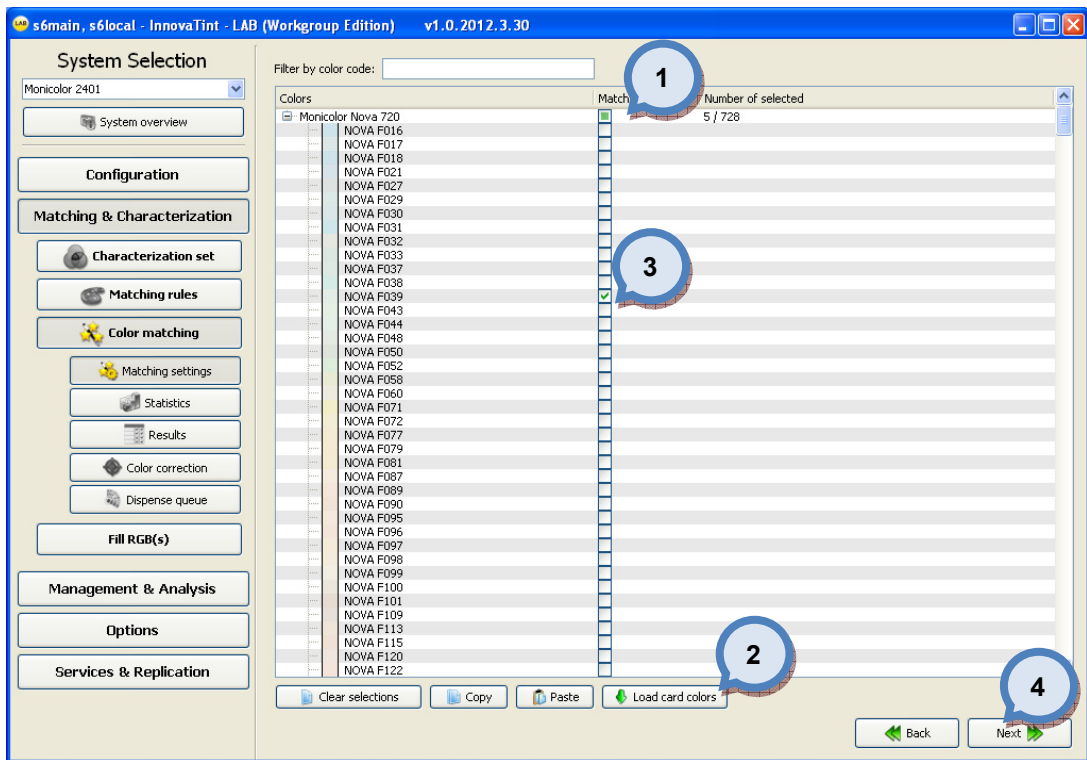 s6main, s6local - InnovaTint - LAB (Workgroup Edition) v1.0.2012.3.30
System Selection
Monicolor 2401
System overview
Configuration
Matching & Characterization
Characterization set
Matching rules
Color matching
Matching settings
Statistics
Results
Color correction
Dispense queue
Fill RGB(s)
Management & Analysis
Options
Services & Replication
Filter by color code:
1
Colors Match Number of selected
Monicolor Nova 720 5 / 728
NOVA F016
NOVA F017
NOVA F018
NOVA F021
NOVA F027
NOVA F029
NOVA F030
NOVA F031
NOVA F032
NOVA F033
3
NOVA F037
NOVA F038
NOVA F039
NOVA F043
NOVA F044
NOVA F048
NOVA F050
NOVA F052
NOVA F058
NOVA F060
NOVA F071
NOVA F072
NOVA F077
NOVA F079
NOVA F081
NOVA F087
NOVA F089
NOVA F090
NOVA F095
NOVA F096
NOVA F097
NOVA F098
NOVA F099
NOVA F100
NOVA F101
NOVA F109
NOVA F113
NOVA F115
NOVA F120
NOVA F122
2
Clear selections Copy Paste Load card colors
4
Back Next